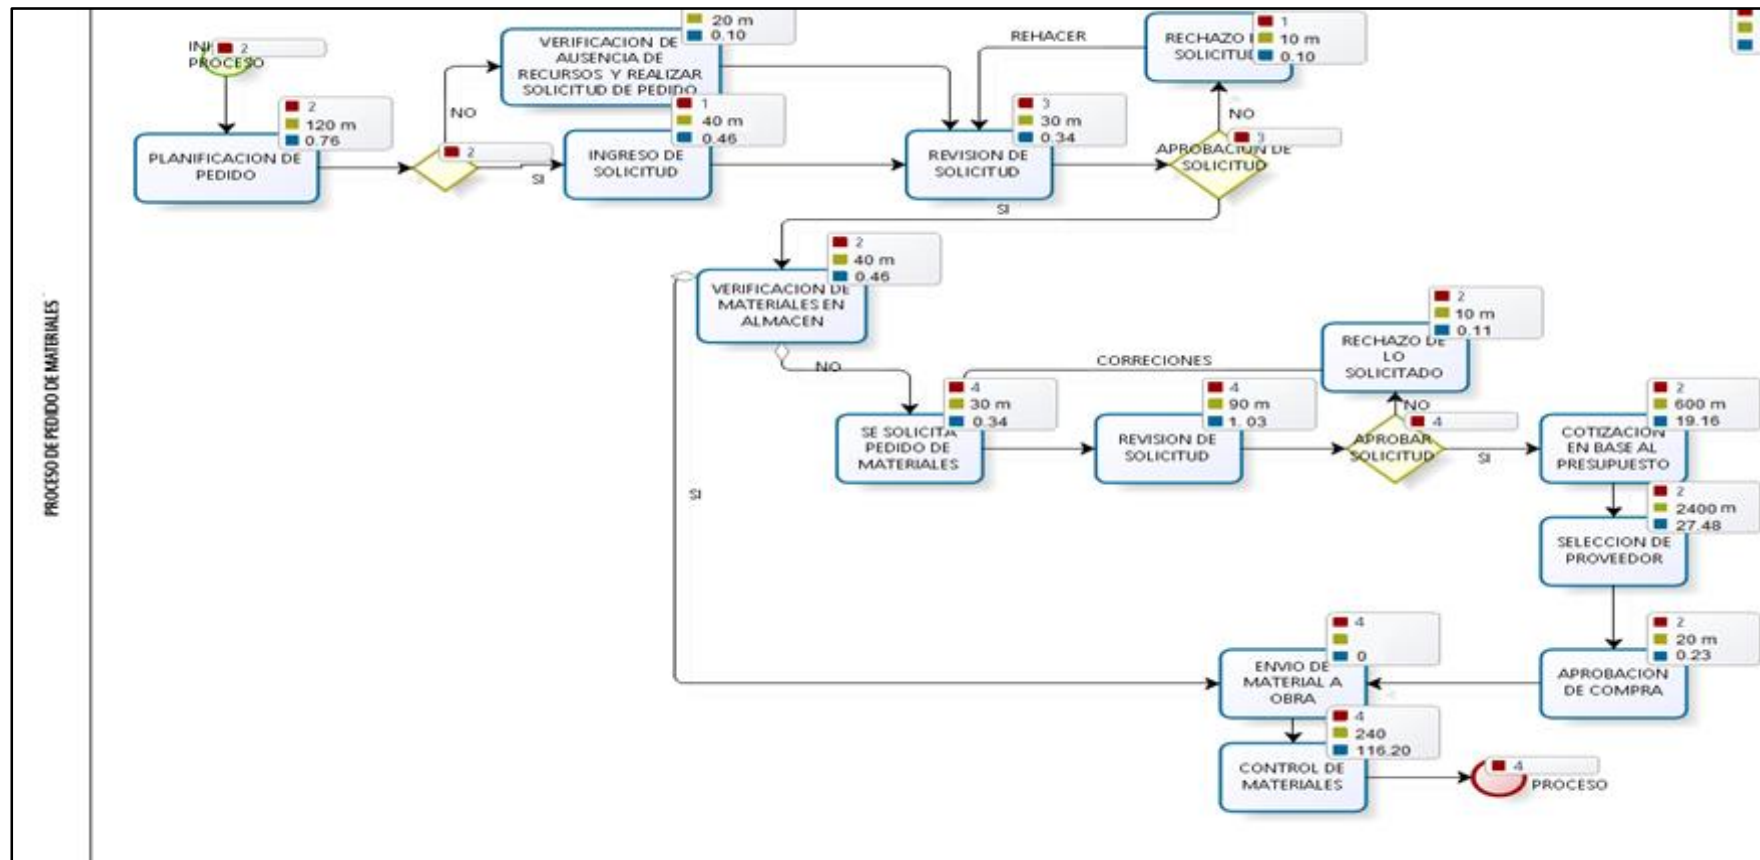 PROCESO DE PEDIDO DE MATERIALES
2
PROCESO
2
120 m
0.76
PLANIFICACION DE
PEDIDO
20 m
0.10
VERIFICACION DE
AUSENCIA DE
RECURSOS Y REALIZAR
SOLICITUD DE PEDIDO
NO
2
SI
1
40 m
0.46
INGRESO DE
SOLICITUD
REHACER
1
10 m
0.10
RECHAZO
3
30 m
0.34
REVISION DE
SOLICITUD
NO
3
APROBACION DE
SOLICITUD
SI
2
40 m
0.46
VERIFICACION DE
MATERIALES EN
ALMACEN
NO
SI
CORRECIONES
2
10 m
0.11
RECHAZO DE
LO
SOLICITADO
4
30 m
0.34
SE SOLICITA
PEDIDO DE
MATERIALES
4
90 m
1. 03
REVISION DE
SOLICITUD
NO
4
APROBAR
SOLICITUD
SI
2
600 m
19.16
COTIZACION
EN BASE AL
PRESUPUESTO
2
2400 m
27.48
SELECCION DE
PROVEEDOR
2
20 m
0.23
APROBACION
DE COMPRA
4
0
ENVIO DE
MATERIAL A
OBRA
4
240
116.20
CONTROL DE
MATERIALES
4
PROCESO